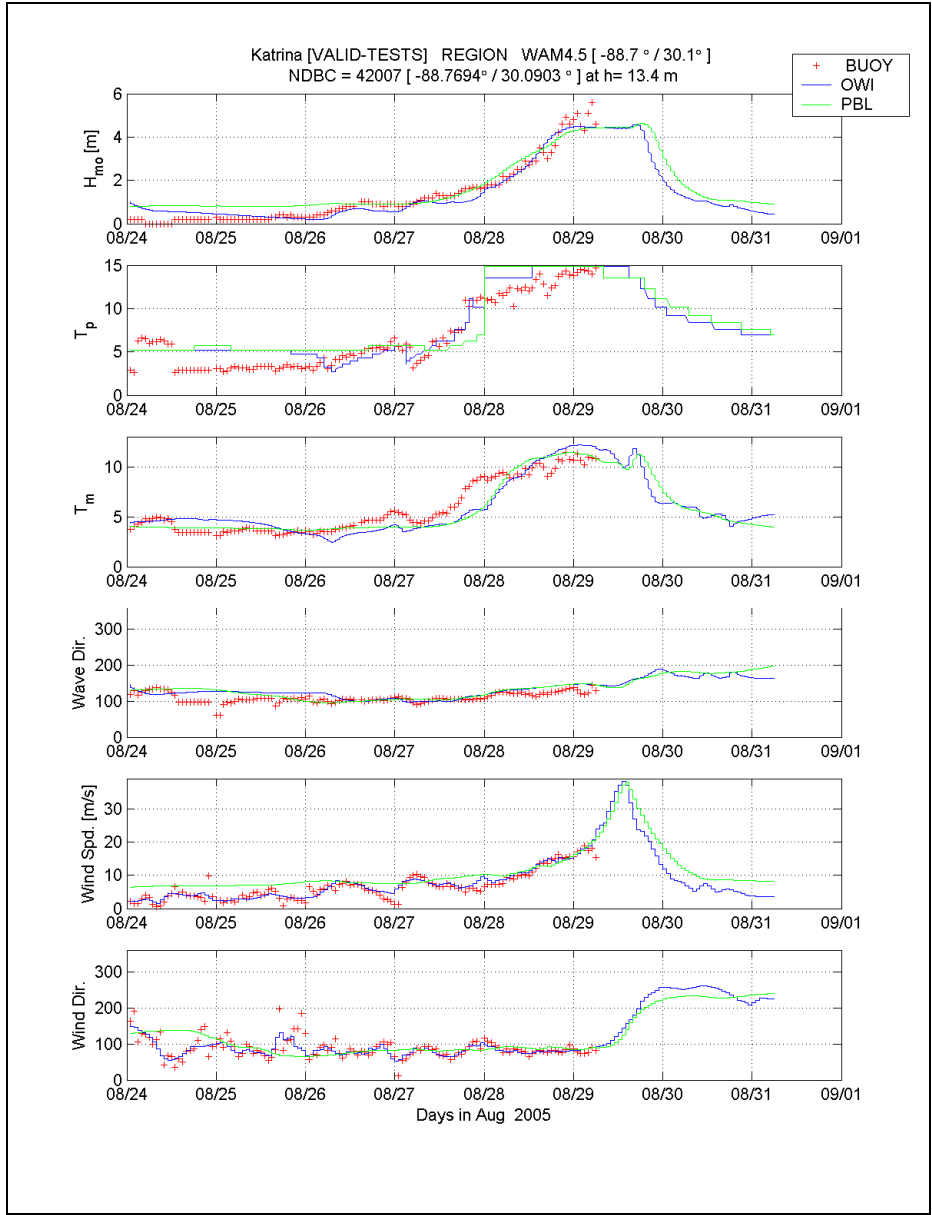 Katrina [VALID-TESTS] REGION WAM4.5 [ -88.7 ° / 30.1° ]
NDBC = 42007 [ -88.7694° / 30.0903 ° ] at h= 13.4 m
BUOY
OWI
PBL
H mo [m]
6
4
2
0
08/24 08/25 08/26 08/27 08/28 08/29 08/30 08/31 09/01
T p
15
10
5
0
08/24 08/25 08/26 08/27 08/28 08/29 08/30 08/31 09/01
T m
10
5
0
08/24 08/25 08/26 08/27 08/28 08/29 08/30 08/31 09/01
Wave Dir.
300
200
100
0
08/24 08/25 08/26 08/27 08/28 08/29 08/30 08/31 09/01
Wind Spd. [m/s]
30
20
10
0
08/24 08/25 08/26 08/27 08/28 08/29 08/30 08/31 09/01
Wind Dir.
300
200
100
0
08/24 08/25 08/26 08/27 08/28 08/29 08/30 08/31 09/01
Days in Aug 2005